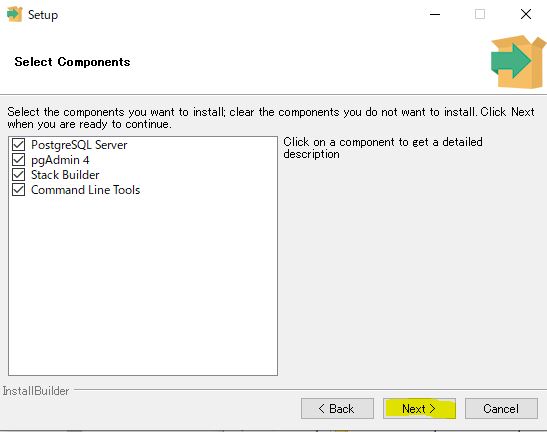 Setup
Select Components
Select the components you want to install; clear the components you do not want to install. Click Next
when you are ready to continue.
PostgreSQL Server
pgAdmin 4
Stack Builder
Command Line Tools
Click on a component to get a detailed
description
InstallBuilder
< Back
Next >
Cancel